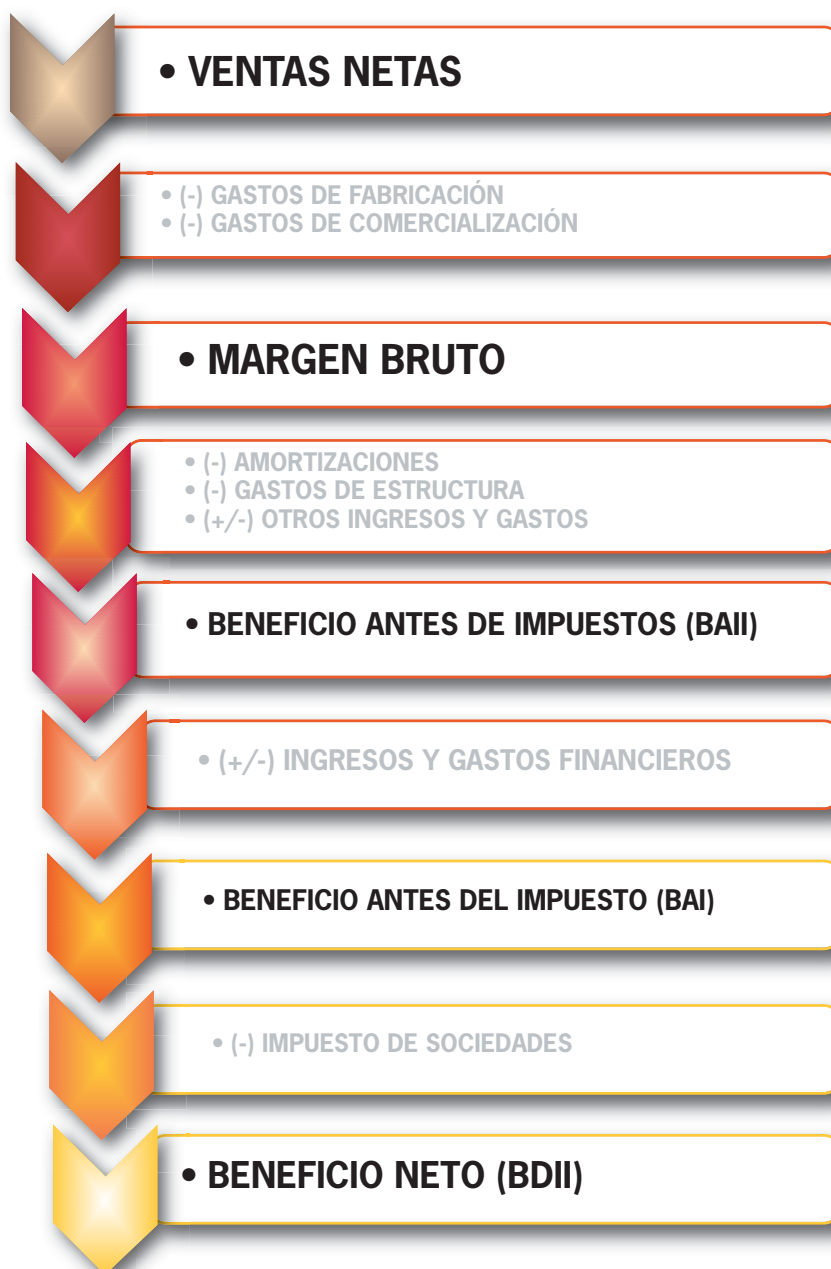 • VENTAS NETAS
• (-) GASTOS DE FABRICACIÓN
• (-) GASTOS DE COMERCIALIZACIÓN
• MARGEN BRUTO
• (-) AMORTIZACIONES
• (-) GASTOS DE ESTRUCTURA
• (+/-) OTROS INGRESOS Y GASTOS
• BENEFICIO ANTES DE IMPUESTOS (BAII)
• (+/-) INGRESOS Y GASTOS FINANCIEROS
• BENEFICIO ANTES DEL IMPUESTO (BAI)
• (-) IMPUESTO DE SOCIEDADES
• BENEFICIO NETO (BDII)